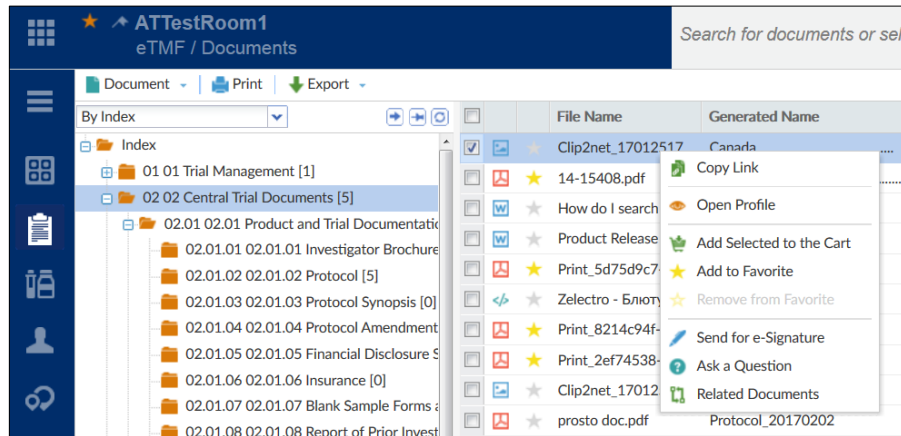 ATTestRoom1
eTMF / Documents
Search for documents or sel
Document
Print
Export
By Index
File Name
Generated Name
Index
01 01 Trial Management [1]
02 02 Central Trial Documents [5]
02.01 02.01 Product and Trial Documentatic
02.01.01 02.01.01 Investigator Brochure
02.01.02 02.01.02 Protocol [5]
02.01.03 02.01.03 Protocol Synopsis [0]
02.01.04 02.01.04 Protocol Amendment
02.01.05 02.01.05 Financial Disclosure S
02.01.06 02.01.06 Insurance [0]
02.01.07 02.01.07 Blank Sample Forms a
02.01.08 02.01.08 Report of Prior Invest
Clip2net_17012517 Canada ....
14-15408.pdf
How do I search
Product Release
Print_5d75d9c7-
Zelectro - Блюту
Print_8214c94f-
Print_2ef74538-
Clip2net_17012
prosto doc.pdf Protocol_20170202
Copy Link
Open Profile
Add Selected to the Cart
Add to Favorite
Remove from Favorite
Send for e-Signature
Ask a Question
Related Documents